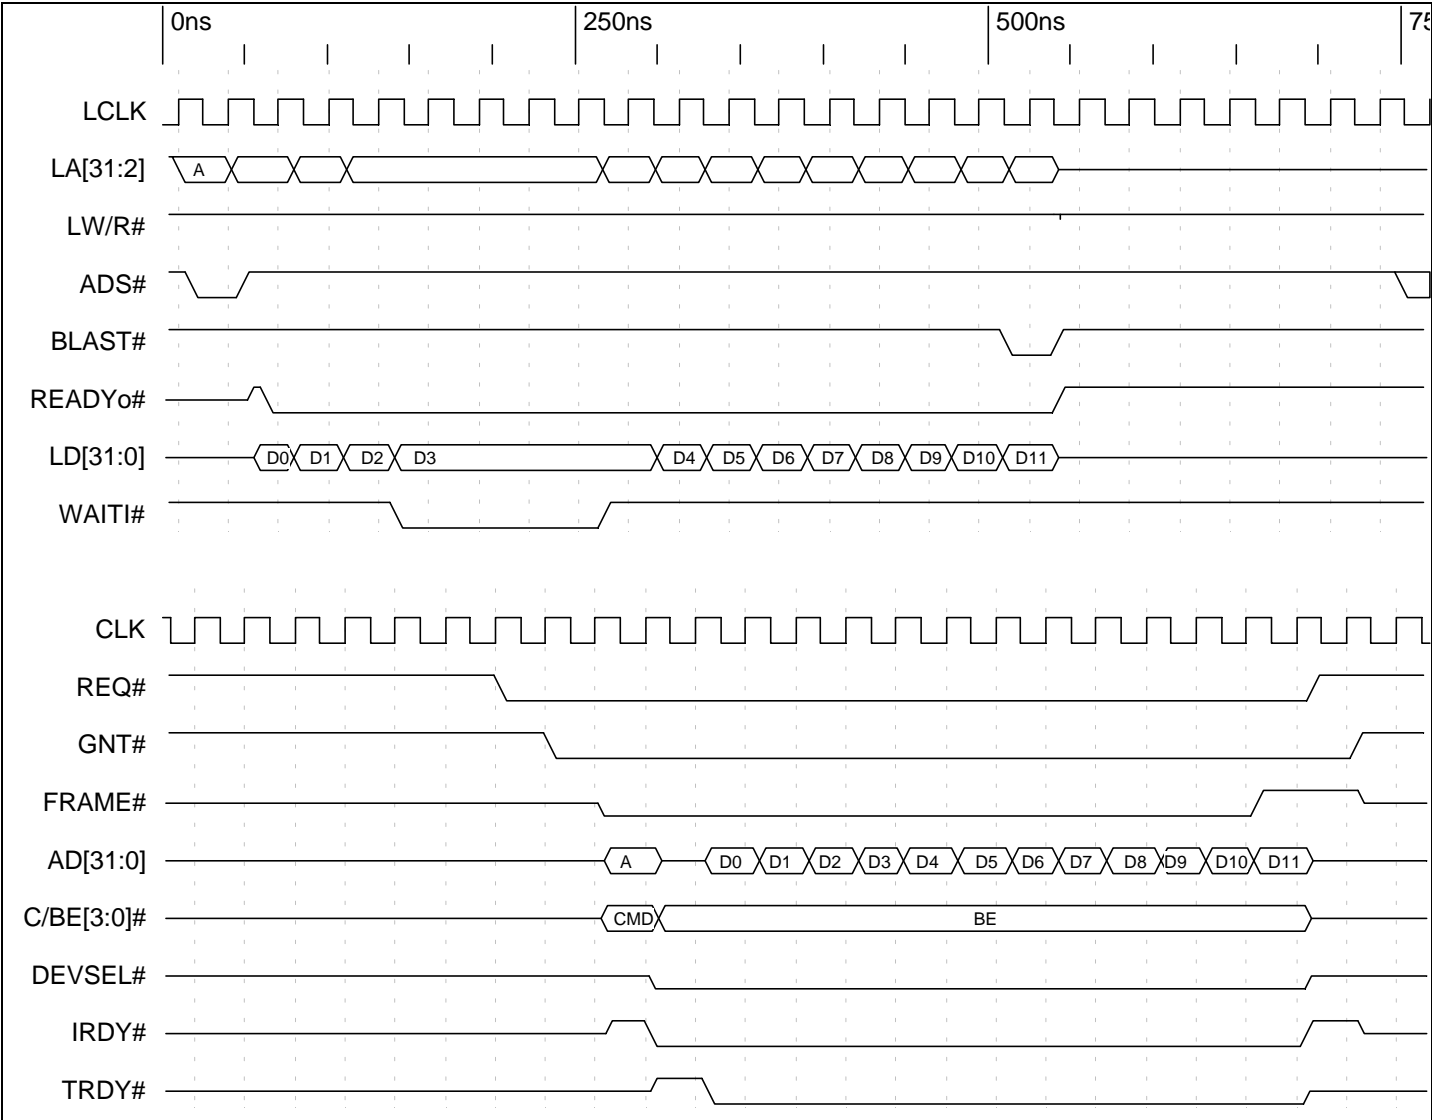 0ns 250ns 500ns 75
LCLK
LA[31:2] A
LW/R#
ADS#
BLAST#
READYo#
LD[31:0] D0 D1 D2 D3 D4 D5 D6 D7 D8 D9 D10 D11
WAITI#
CLK
REQ#
GNT#
FRAME#
AD[31:0] A D0 D1 D2 D3 D4 D5 D6 D7 D8 D9 D10 D11
C/BE[3:0]# CMD BE
DEVSEL#
IRDY#
TRDY#